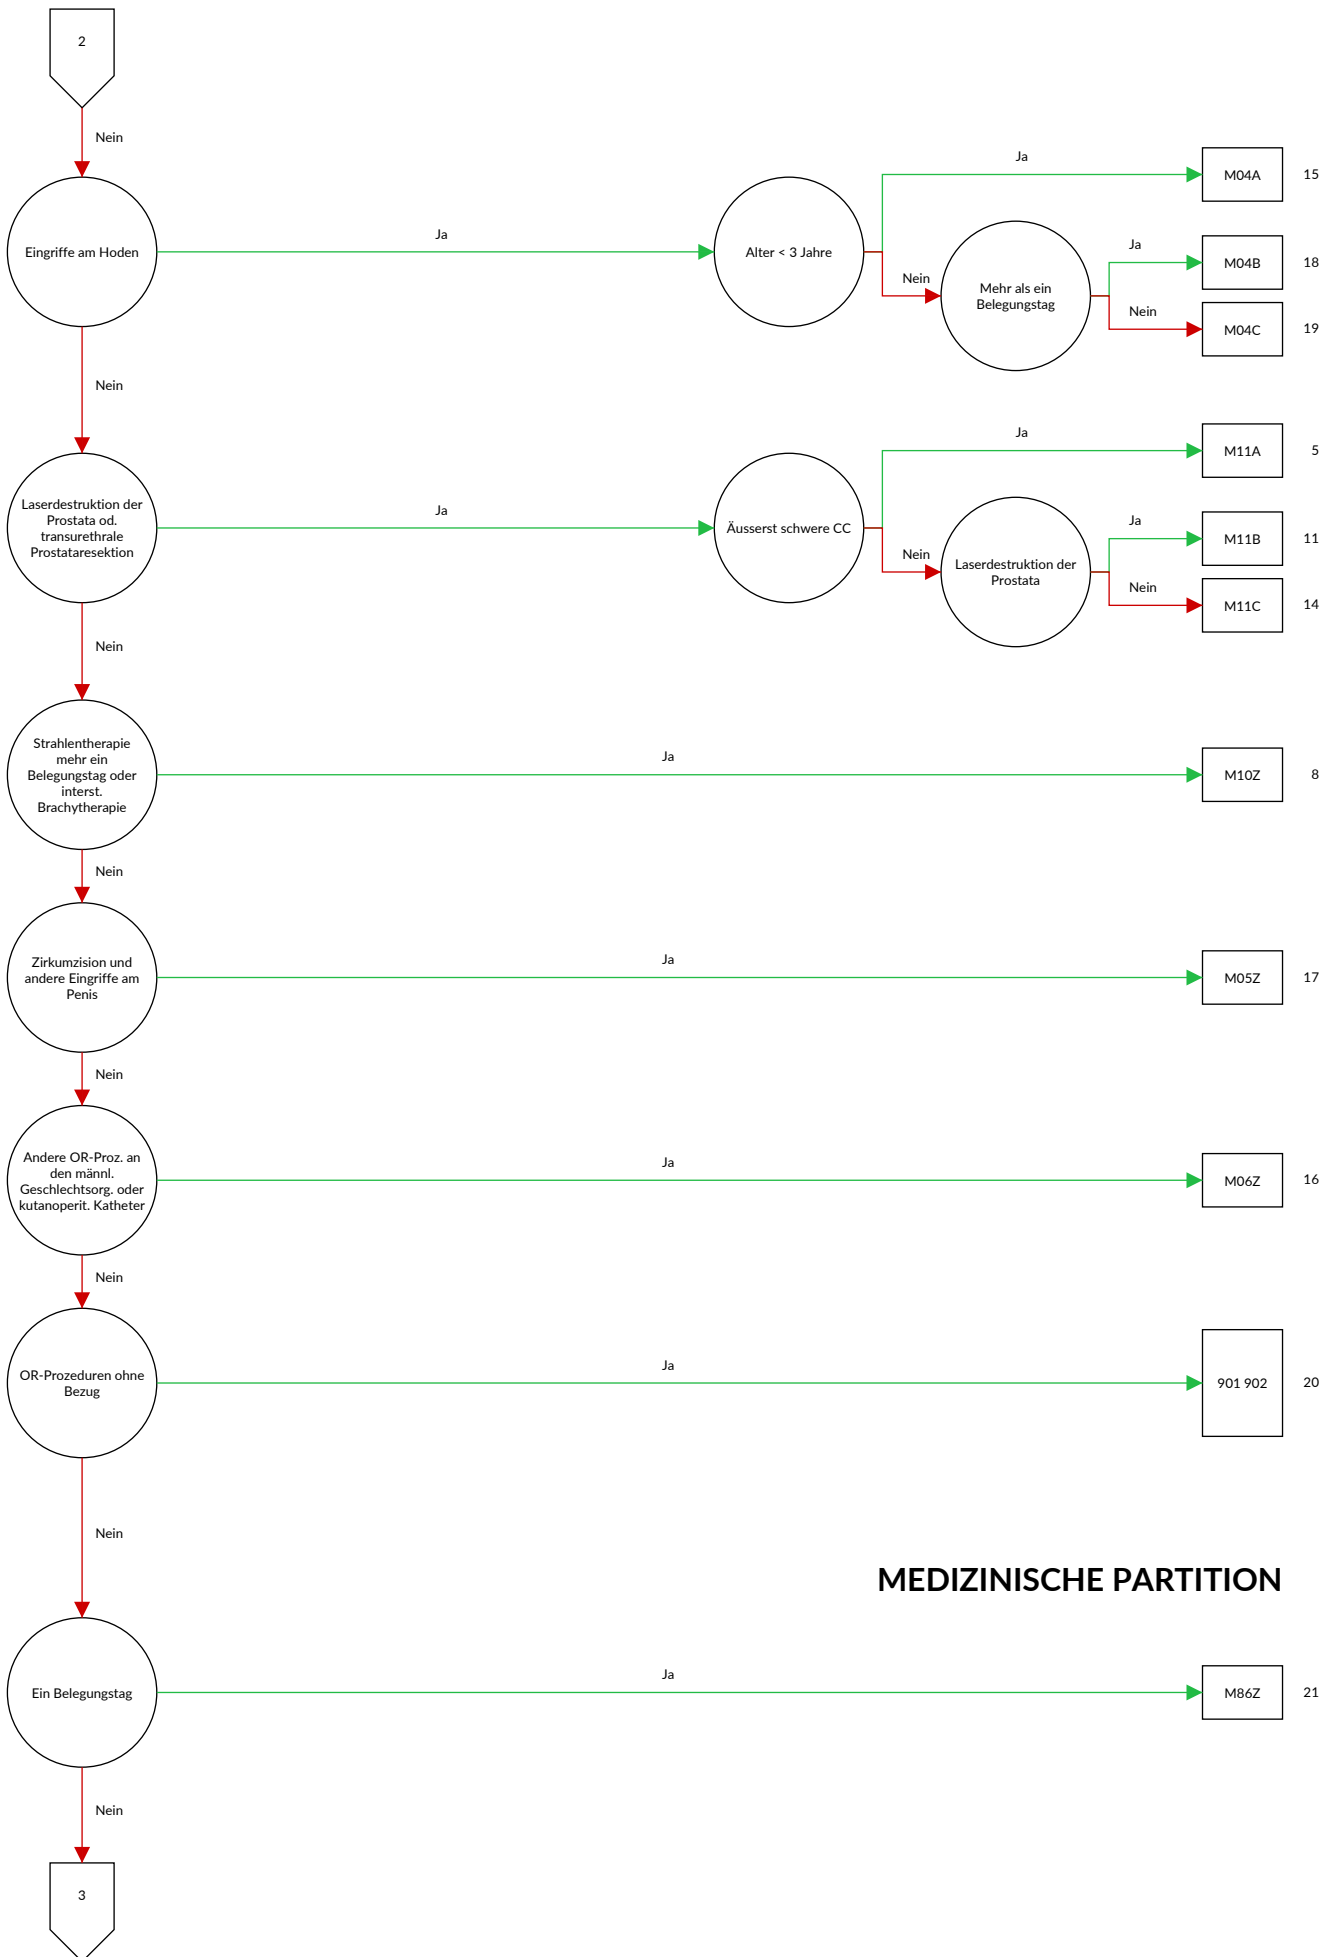 2
Nein
Eingriffe am Hoden
Ja
Alter < 3 Jahre
Ja
M04A
15
Nein
Mehr als ein
Belegungstag
Ja
M04B
18
Nein
M04C
19
Nein
Laserdestruktion der
Prostata od.
transurethrale
Prostataresektion
Ja
Äusserst schwere CC
Ja
M11A
5
Nein
Laserdestruktion der
Prostata
Ja
M11B
11
Nein
M11C
14
Nein
Strahlentherapie
mehr ein
Belegungstag oder
interst.
Brachytherapie
Ja
M10Z
8
Nein
Zirkumzision und
andere Eingriffe am
Penis
Ja
M05Z
17
Nein
Andere OR-Proz. an
den männl.
Geschlechtsorg. oder
kutanoperit. Katheter
Ja
M06Z
16
Nein
OR-Prozeduren ohne
Bezug
Ja
901 902
20
Nein
MEDIZINISCHE PARTITION
Ein Belegungstag
Ja
M86Z
21
Nein
3